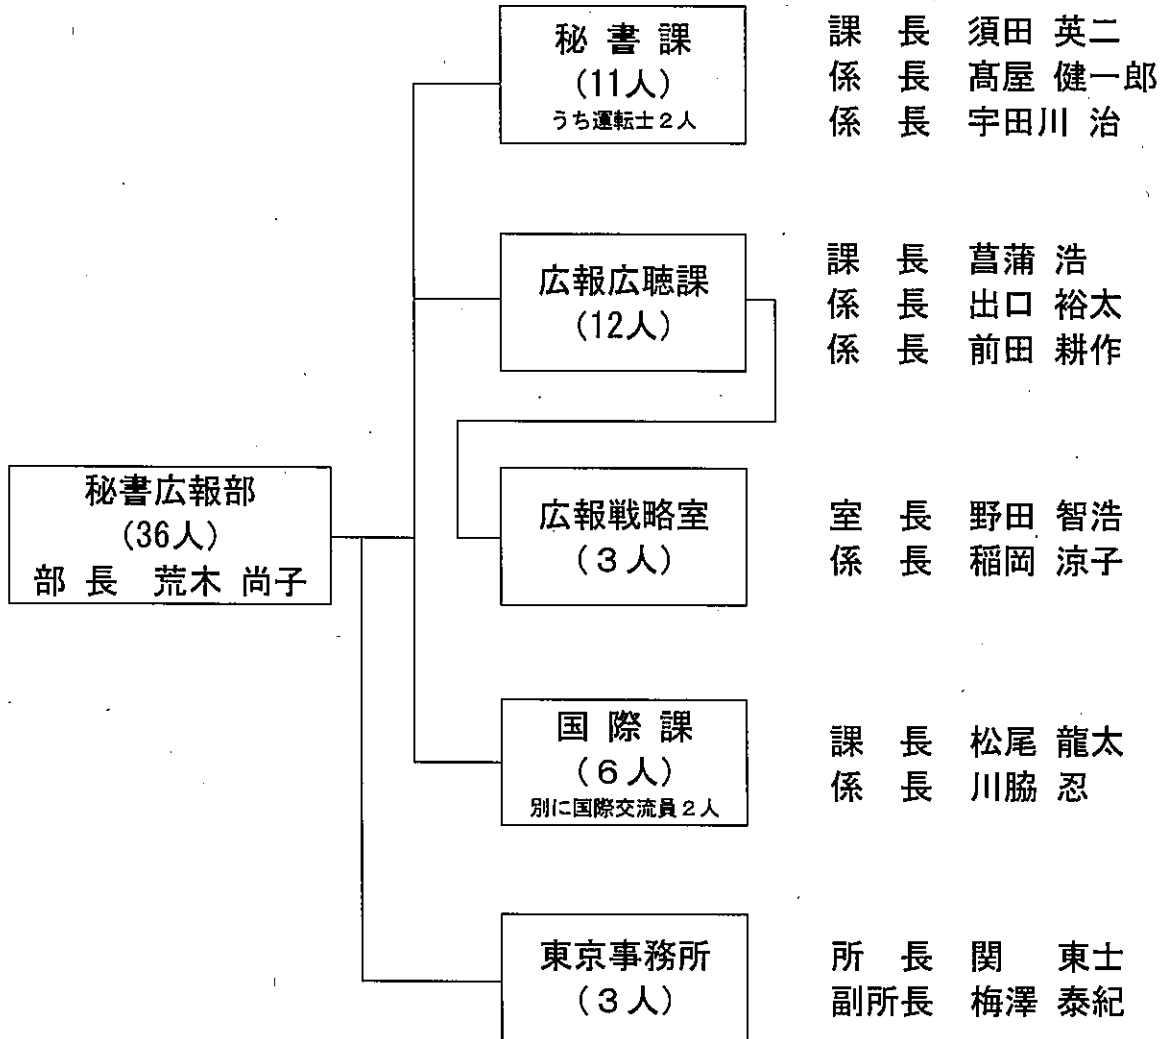 秘書課
(11人)
うち運転士2人
課 長 須田 英二
係 長 髙屋 健一郎
係 長 宇田川 治
広報広聴課
(12人)
課 長 菖蒲 浩
係 長 出口 裕太
係 長 前田 耕作
秘書広報部
(36人)
部 長 荒木 尚子
広報戦略室
(3人)
室 長 野田 智浩
係 長 稲岡 涼子
国際課
(6人)
別に国際交流員2人
課 長 松尾 龍太
係 長 川脇 忍
東京事務所
(3人)
所 長 関 東士
副所長 梅澤 泰紀